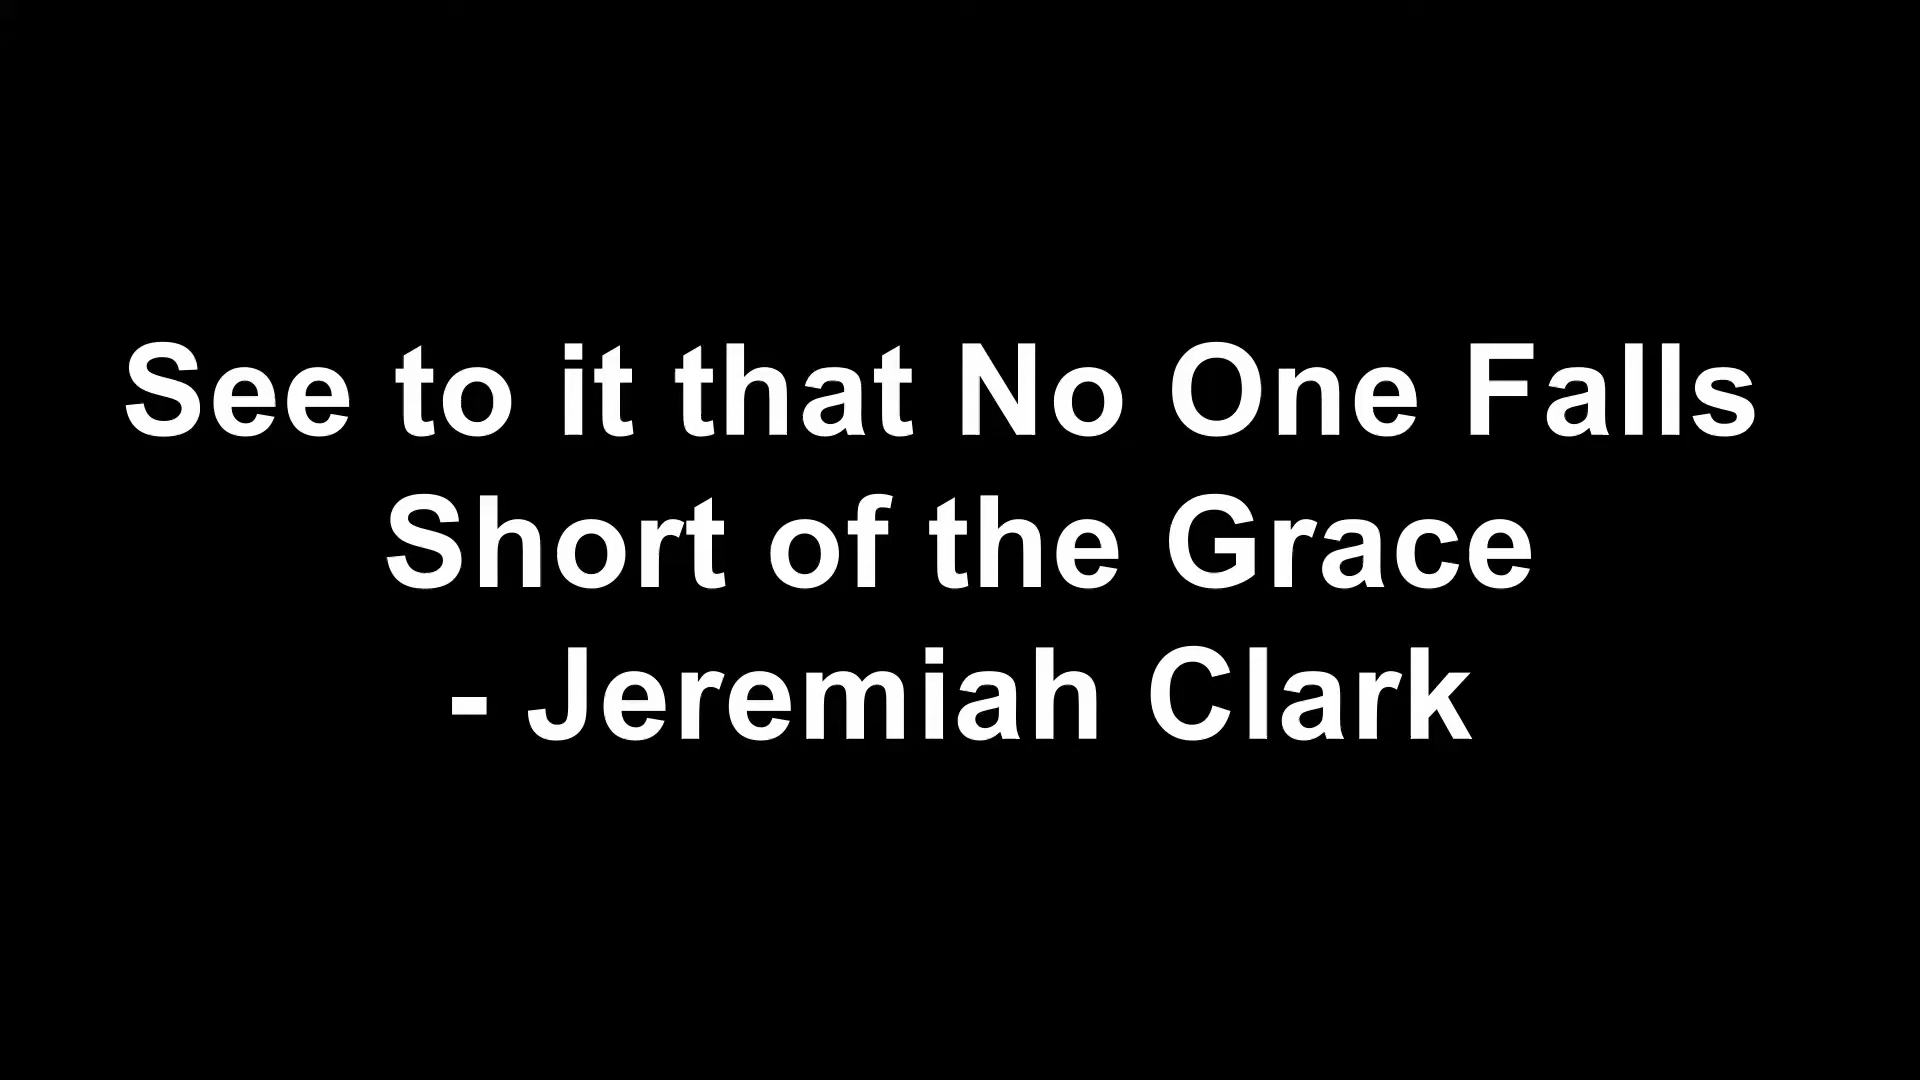 See to it that No One Falls
Short of the Grace
- Jeremiah Clark